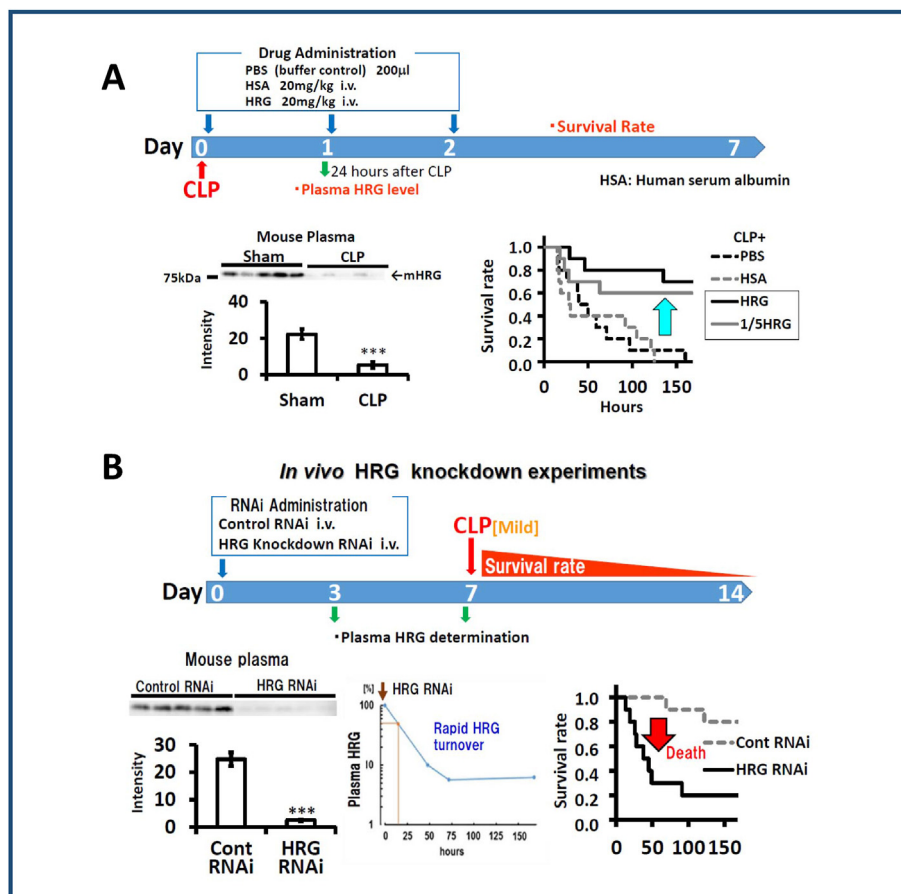 A
Drug Administration
PBS (buffer control) 200μl
HSA 20mg/kg i.v.
HRG 20mg/kg i.v.
・Survival Rate
Day 0 1 2 7
24 hours after CLP
CLP
・Plasma HRG level
HSA: Human serum albumin
Mouse Plasma
Sham CLP
75kDa
←mHRG
Intensity
40
20
0
***
Sham CLP
Survival rate
1.0
0.8
0.6
0.4
0.2
0.0
0 50 100 150
Hours
CLP+
PBS
HSA
HRG
1/5HRG
B
In vivo HRG knockdown experiments
RNAi Administration
Control RNAi i.v.
HRG Knockdown RNAi i.v.
CLP[Mild]
Survival rate
Day 0 3 7 14
・Plasma HRG determination
Mouse plasma
Control RNAi HRG RNAi
Intensity
30
20
10
0
***
Cont RNAi
HRG RNAi
[%]
HRG RNAi
Plasma HRG
100
10
1
Rapid HRG
turnover
0 25 50 75 100 125 150
hours
Survival rate
1.0
0.8
0.6
0.4
0.2
0 50 100 150
Death
Cont RNAi
HRG RNAi